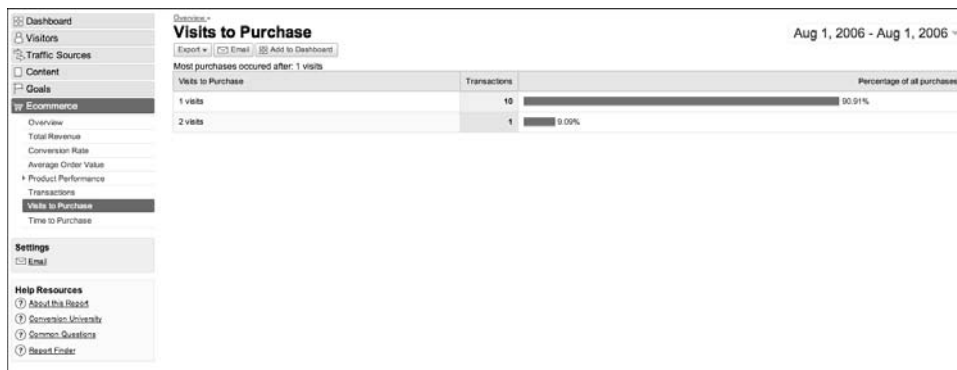 Dashboard
Visitors
Traffic Sources
Content
Goals
Ecommerce
Overview
Total Revenue
Conversion Rate
Average Order Value
Product Performance
Transactions
Visits to Purchase
Time to Purchase
Settings
Email
Help Resources
About this Report
Conversion University
Common Questions
Report Finder
Overview »
Visits to Purchase
Aug 1, 2006 - Aug 1, 2006
Export Email Add to Dashboard
Most purchases occured after: 1 visits
Visits to Purchase Transactions Percentage of all purchases
1 visits 10 90.91%
2 visits 1 9.09%